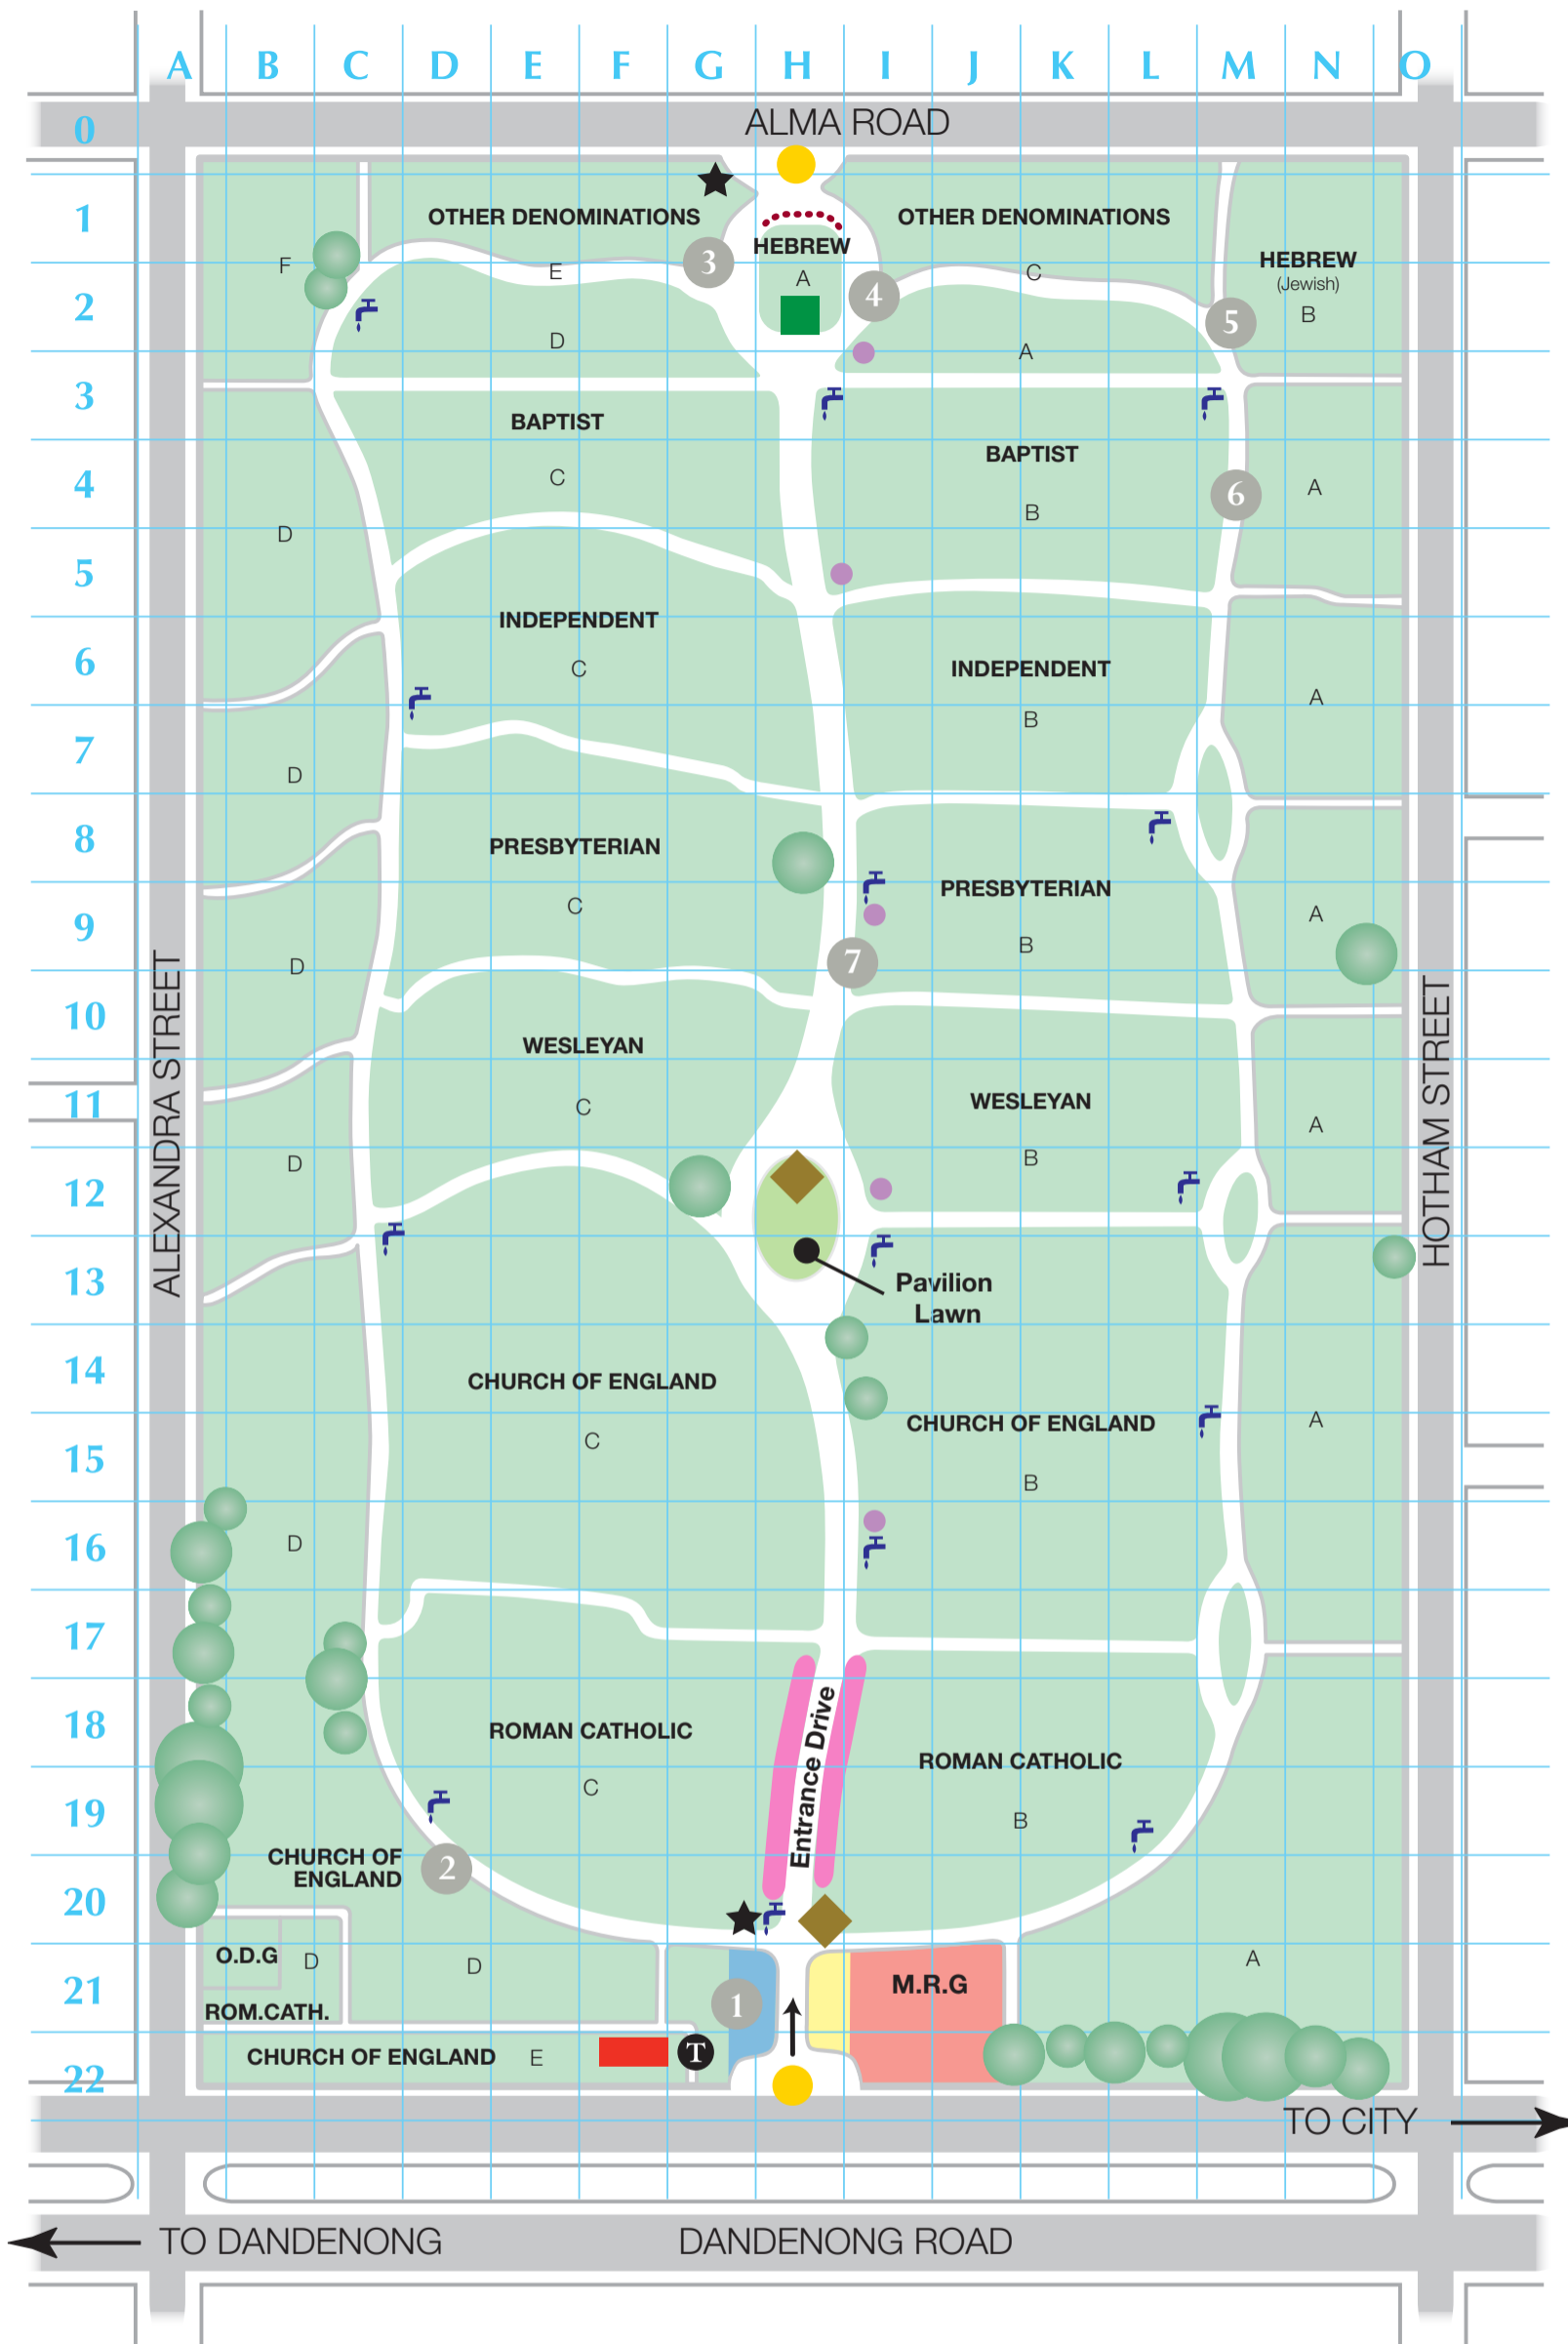 A B C D E F G H I J K L M N O
0
ALMA ROAD
1
OTHER DENOMINATIONS
OTHER DENOMINATIONS
HEBREW
A
F
E
3
C
HEBREW
(Jewish)
B
2
4
5
D
A
3
BAPTIST
C
BAPTIST
B
4
6
A
D
5
INDEPENDENT
C
INDEPENDENT
B
6
A
7
D
8
PRESBYTERIAN
C
PRESBYTERIAN
B
9
A
D
7
10
WESLEYAN
C
WESLEYAN
B
11
A
D
12
ALEXANDRA STREET
HOTHAM STREET
13
Pavilion
Lawn
14
CHURCH OF ENGLAND
C
CHURCH OF ENGLAND
B
A
15
16
D
17
18
ROMAN CATHOLIC
C
Entrance Drive
ROMAN CATHOLIC
B
19
CHURCH OF
ENGLAND
2
20
O.D.G
D
D
ROM.CATH.
21
1
M.R.G
A
CHURCH OF ENGLAND
E
T
22
TO CITY
TO DANDENONG
DANDENONG ROAD